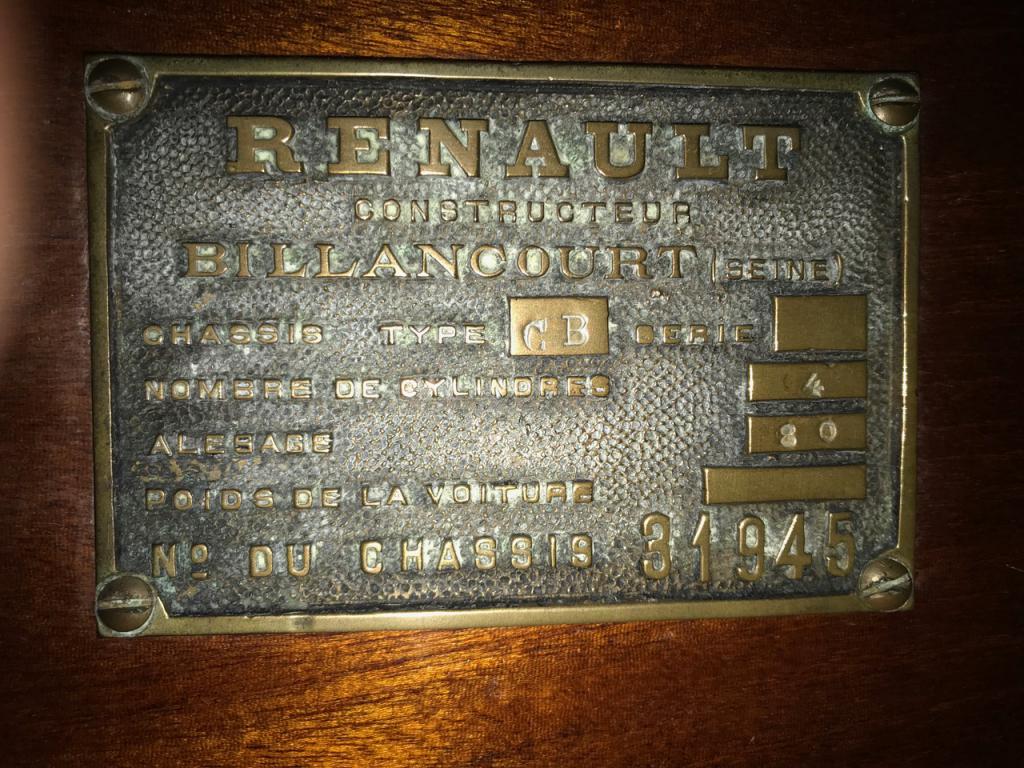 RENAULT
CONSTRUCTEUR
BILLANCOURT (SEINE)
CHASSIS TYPE CB SERIE
NOMBRE DE CYLINDRES 4
ALESAGE 80
POIDS DE LA VOITURE
Nº DU CHASSIS 31945